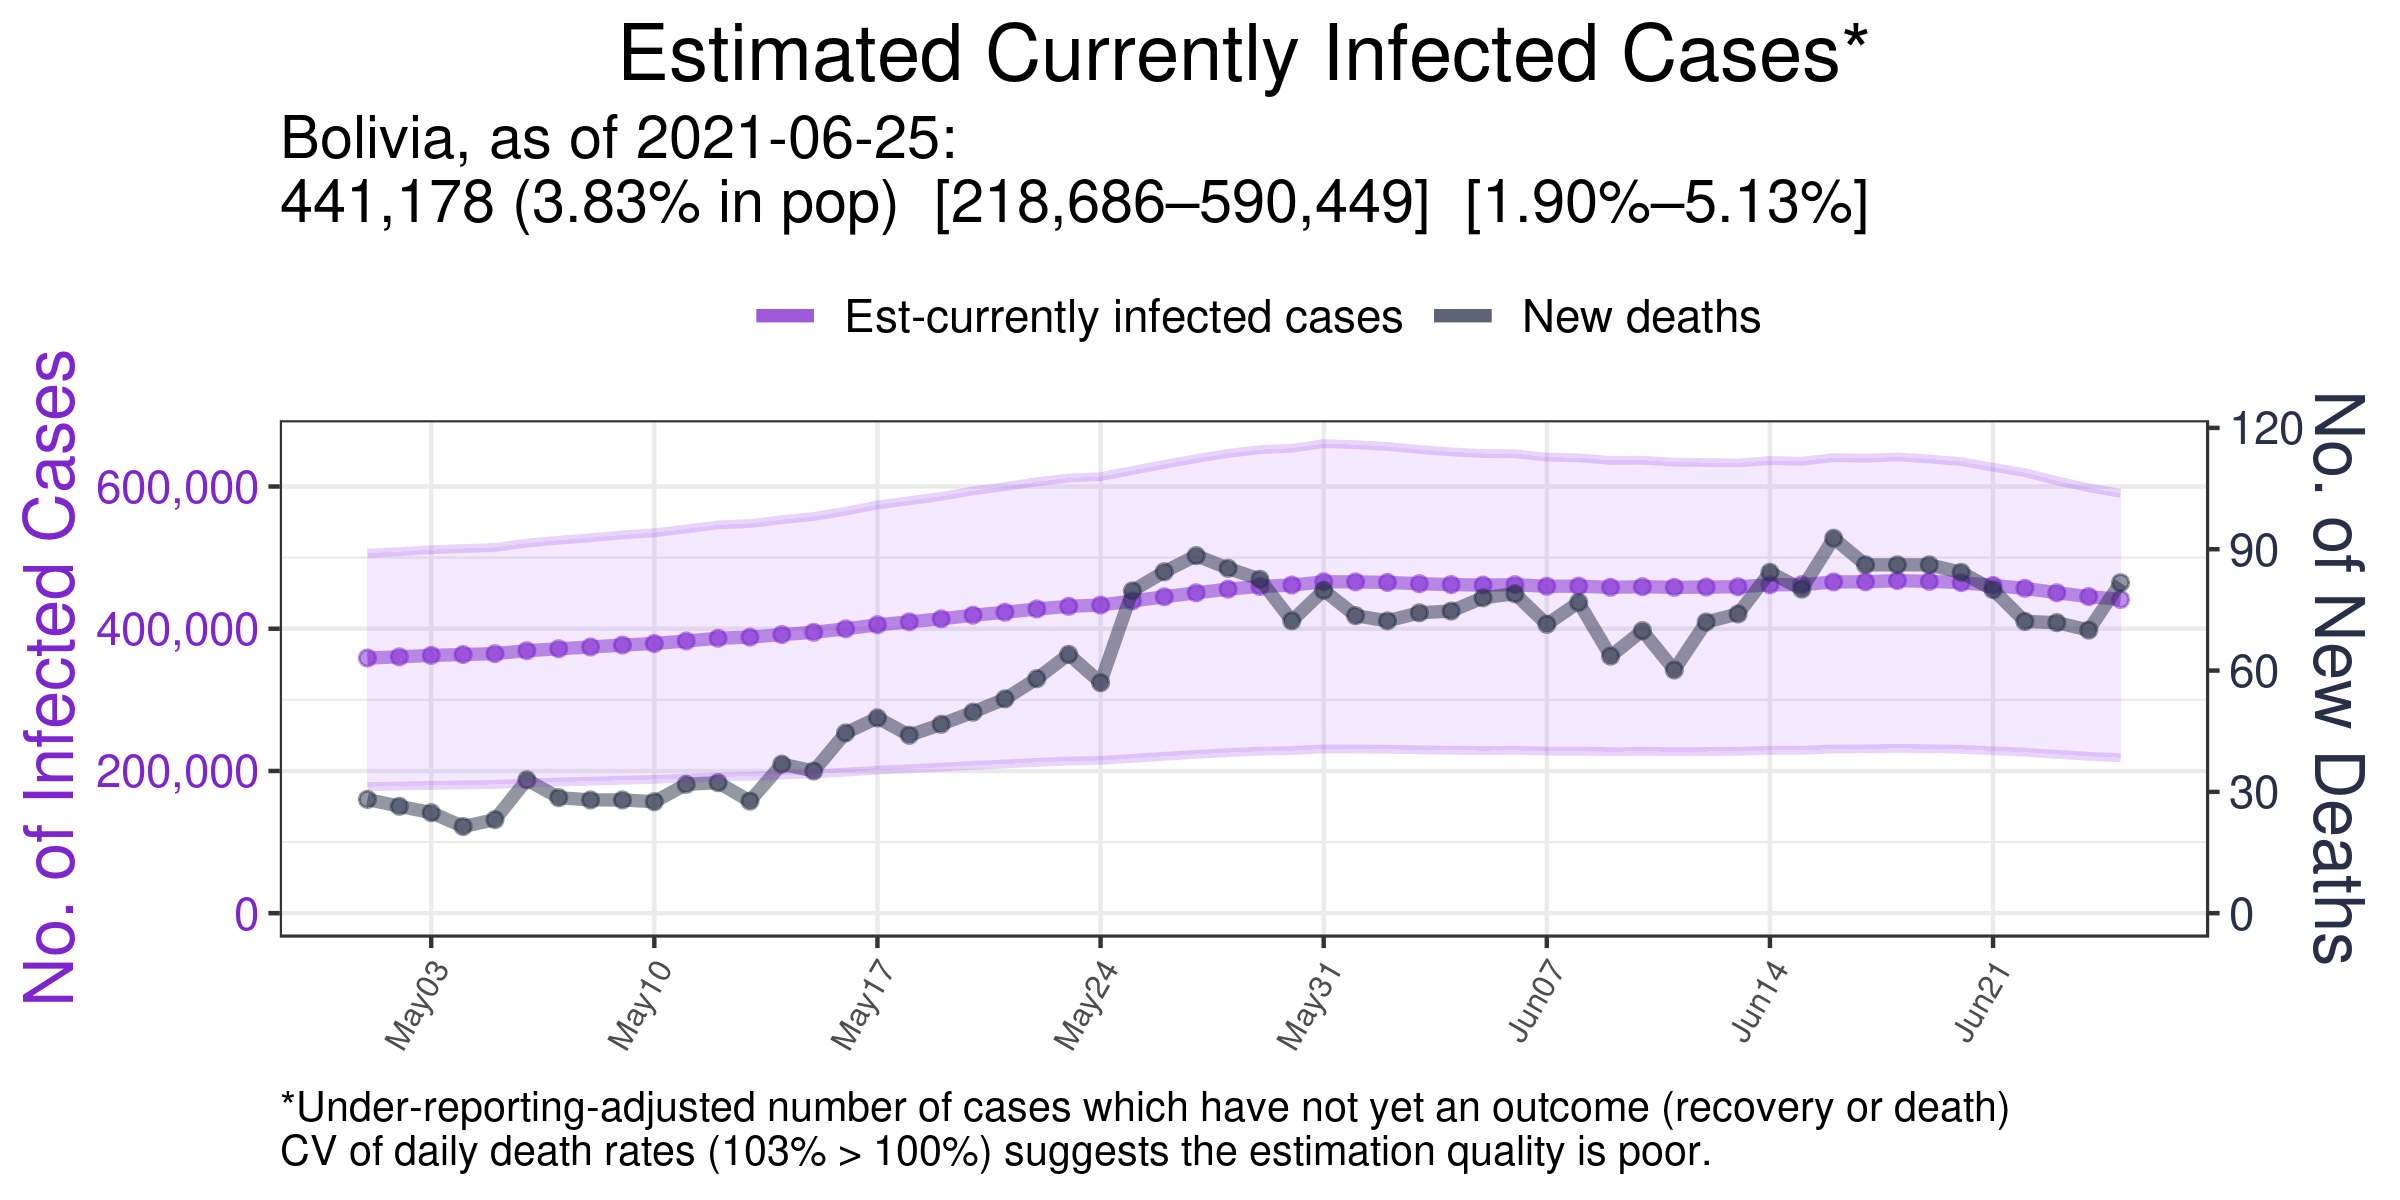 Estimated Currently Infected Cases*
Bolivia, as of 2021-06-25:
441,178 (3.83% in pop)  [218,686–590,449]  [1.90%–5.13%]
Est-currently infected cases
New deaths
No. of Infected Cases
600,000
400,000
200,000
0
120
90
60
30
0
No. of New Deaths
May03
May10
May17
May24
May31
Jun07
Jun14
Jun21
*Under-reporting-adjusted number of cases which have not yet an outcome (recovery or death)
CV of daily death rates (103% > 100%) suggests the estimation quality is poor.